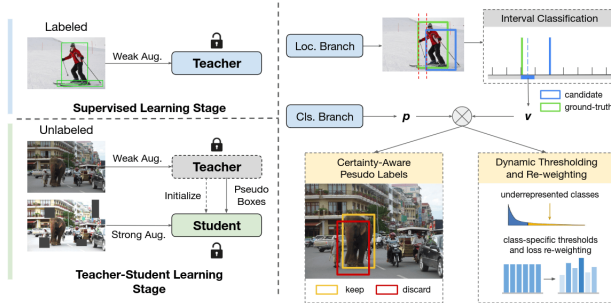 Labeled
Weak Aug.
Teacher
Supervised Learning Stage
Unlabeled
Weak Aug.
Teacher
Initialize
Pseudo
Boxes
Strong Aug.
Student
Teacher-Student Learning
Stage
Loc. Branch
Interval Classification
candidate
ground-truth
Cls. Branch
p
v
Certainty-Aware
Pesudo Labels
keep
discard
Dynamic Thresholding
and Re-weighting
underrepresented classes
class-specific thresholds
and loss re-weighting